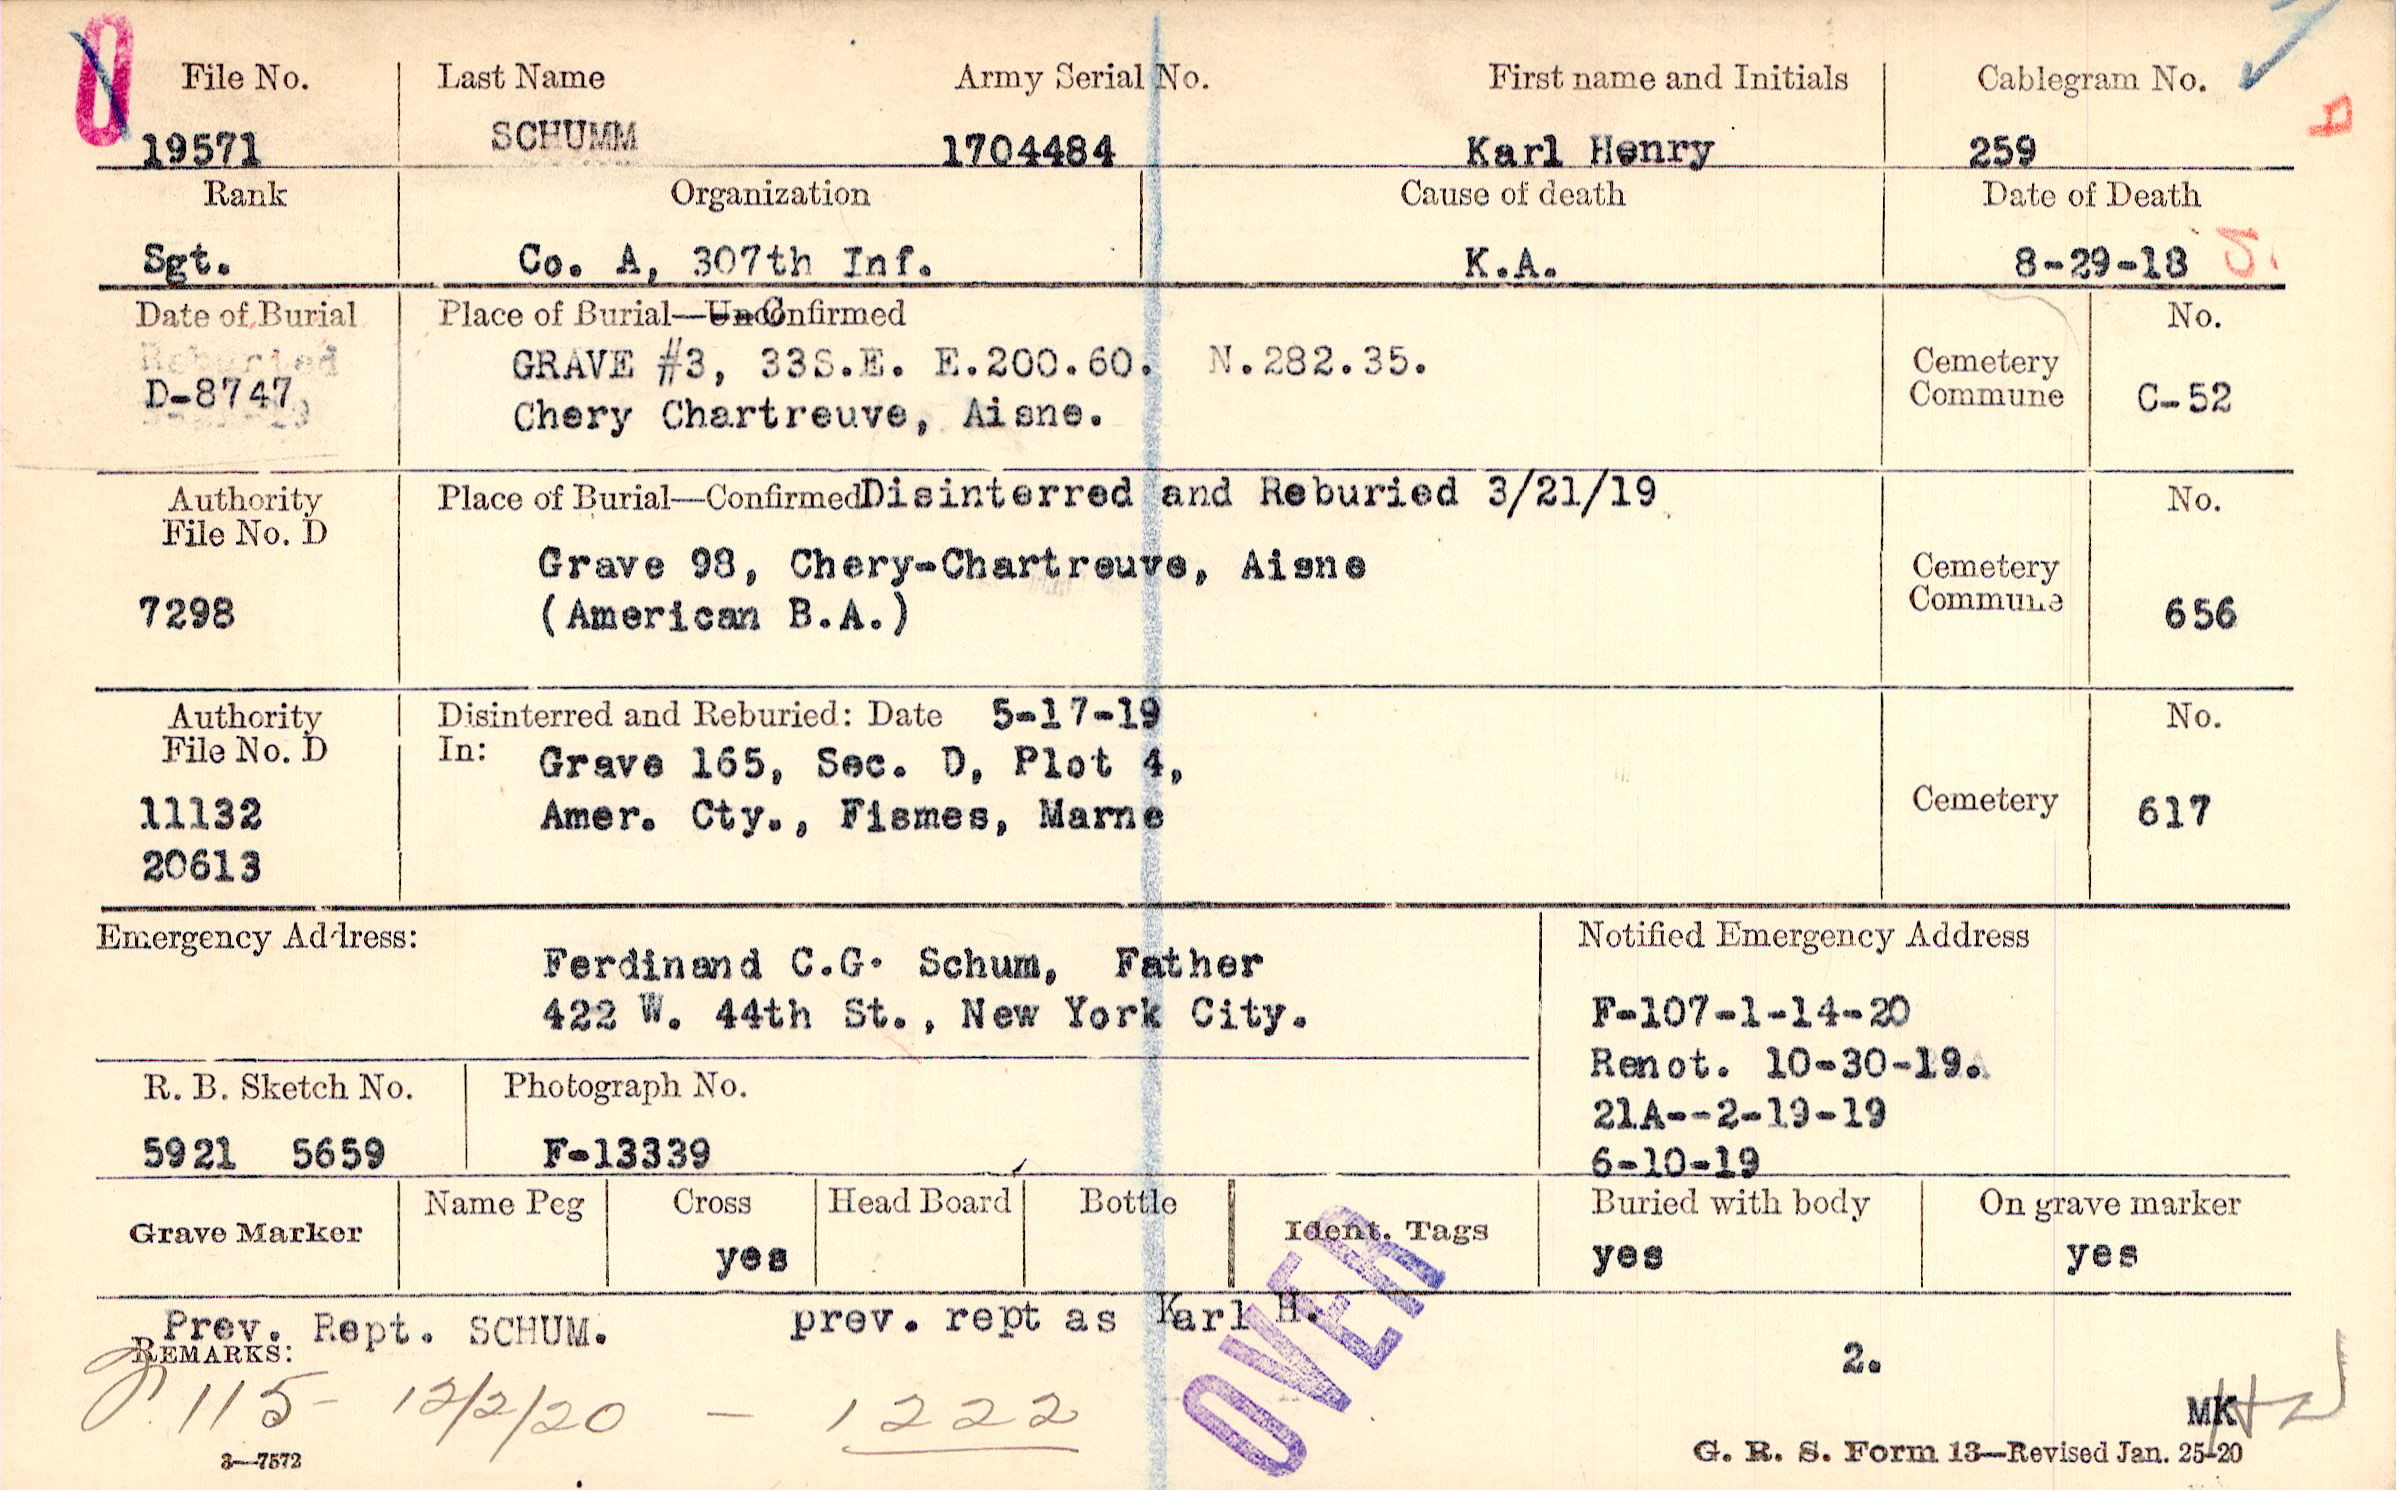 File No. Last Name Army Serial No. First name and Initials Cablegram No.
19571 SCHUMM 1704484 Karl Henry 259
Rank Organization Cause of death Date of Death
Sgt. Co. A, 307th Inf. K.A. 8-29-18
Date of Burial Place of Burial—UnConfirmed No.
Reburied GRAVE #3, 33S.E. E.200.60. N.282.35. Cemetery
D-8747 Chery Chartreuve, Aisne. Commune C-52
Authority Place of Burial—Confirmed Disinterred and Reburied 3/21/19 No.
File No. D
Grave 98, Chery-Chartreuve, Aisne Cemetery
7298 (American B.A.) Commune 656
Authority Disinterred and Reburied: Date 5-17-19 No.
File No. D In: Grave 165, Sec. D, Plot 4,
11132 Amer. Cty., Fismes, Marne Cemetery 617
20613
Emergency Address: Notified Emergency Address
Ferdinand C.G. Schum, Father
422 W. 44th St., New York City. F-107-1-14-20
Renot. 10-30-19.
R. B. Sketch No. Photograph No. 21A--2-19-19
5921 5659 F-13339 6-10-19
Grave Marker Name Peg Cross Head Board Bottle Ident. Tags Buried with body On grave marker
yes yes yes
OVER
Prev. Rept. SCHUM. prev. rept as Karl H.
REMARKS: 2.
115- 12/2/20 — 1222 MK
3—7572 G. R. S. Form 13—Revised Jan. 25-20